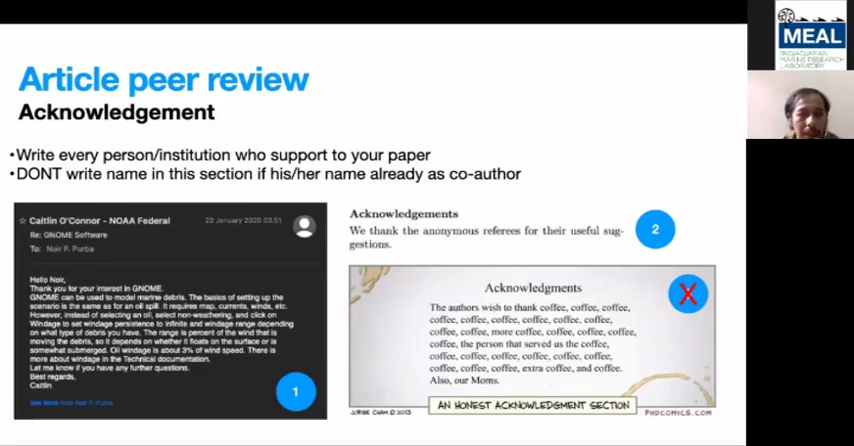 Article peer review
Acknowledgement
•Write every person/institution who support to your paper
•DONT write name in this section if his/her name already as co-author
☆ Caitlin O'Connor - NOAA Federal
22 January 2020 03.51
Re: GNOME Software
To: Noir P. Purba
Hello Noir,
Thank you for your interest in GNOME.
GNOME can be used to model marine debris. The basics of setting up the
scenario is the same as for an oil spill. It requires map, currents, winds, etc.
However, instead of selecting an oil, select non-weathering, and click on
Windage to set windage persistence to infinite and windage range depending
on what type of debris you have. The range is percent of the wind that is
moving the debris, so it depends on whether it floats on the surface or is
somewhat submerged. Oil windage is about 3% of wind speed. There is
more about windage in the Technical documentation.
Let me know if you have any further questions.
Best regards,
Caitlin
See More from Noir P. Purba
1
Acknowledgements
We thank the anonymous referees for their useful sug-
gestions.
2
Acknowledgments
The authors wish to thank coffee, coffee, coffee,
coffee, coffee, coffee, coffee, coffee, coffee,
coffee, coffee, more coffee, coffee, coffee, coffee,
coffee, the person that served us the coffee,
coffee, coffee, coffee, coffee, coffee, coffee,
coffee, coffee, coffee, extra coffee, and coffee.
Also, our Moms.
X
JORGE CHAM © 2013
AN HONEST ACKNOWLEDGMENT SECTION
PHDCOMICS.COM
MEAL
PADJADJARAN
MARINE RESEARCH
LABORATORY